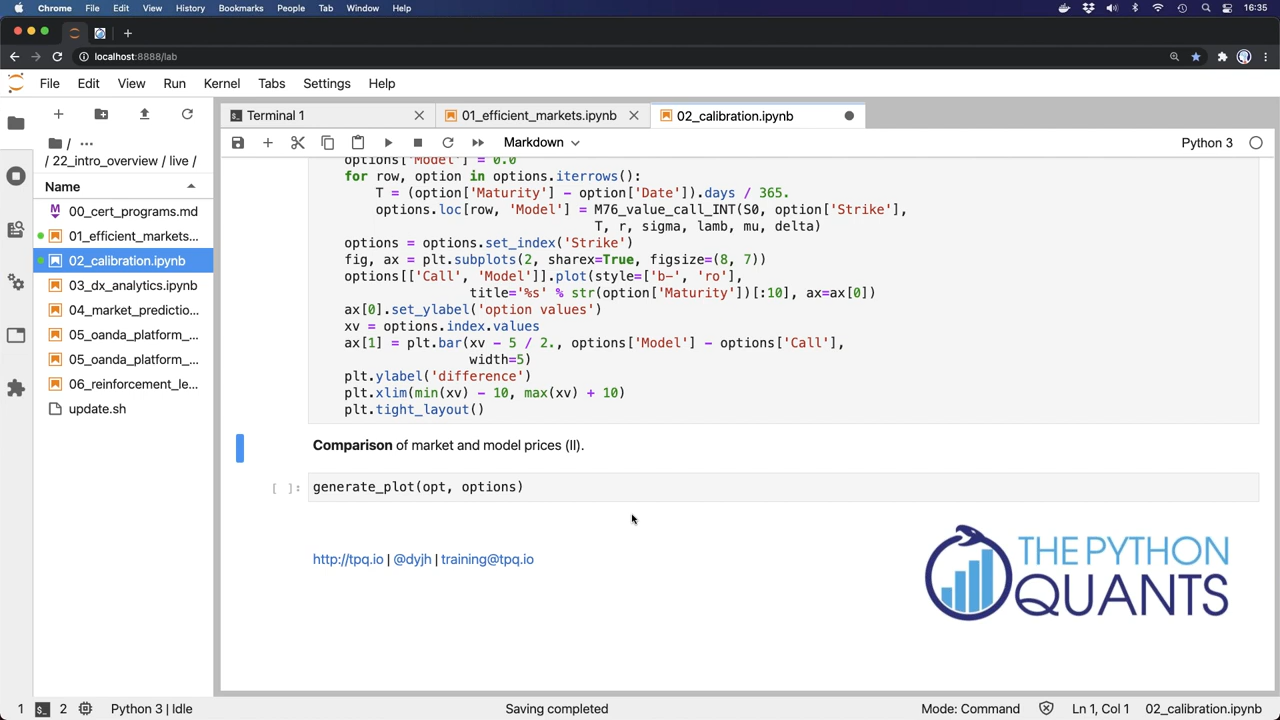 Chrome File Edit View History Bookmarks People Tab Window Help 16:35
localhost:8888/lab
File Edit View Run Kernel Tabs Settings Help
Terminal 1 01_efficient_markets.ipynb 02_calibration.ipynb
Markdown Python 3
/ ...
/ 22_intro_overview / live /
Name
00_cert_programs.md
01_efficient_markets...
02_calibration.ipynb
03_dx_analytics.ipynb
04_market_predictio...
05_oanda_platform_...
05_oanda_platform_...
06_reinforcement_le...
update.sh
options['Model'] = 0.0
for row, option in options.iterrows():
T = (option['Maturity'] - option['Date']).days / 365.
options.loc[row, 'Model'] = M76_value_call_INT(S0, option['Strike'],
T, r, sigma, lamb, mu, delta)
options = options.set_index('Strike')
fig, ax = plt.subplots(2, sharex=True, figsize=(8, 7))
options[['Call', 'Model']].plot(style=['b-', 'ro'],
title='%s' % str(option['Maturity'])[:10], ax=ax[0])
ax[0].set_ylabel('option values')
xv = options.index.values
ax[1] = plt.bar(xv - 5 / 2., options['Model'] - options['Call'],
width=5)
plt.ylabel('difference')
plt.xlim(min(xv) - 10, max(xv) + 10)
plt.tight_layout()
Comparison of market and model prices (II).
[ ]: generate_plot(opt, options)
http://tpq.io | @dyjh | training@tpq.io
THE PYTHON
QUANTS
1 2 Python 3 | Idle Saving completed Mode: Command Ln 1, Col 1 02_calibration.ipynb